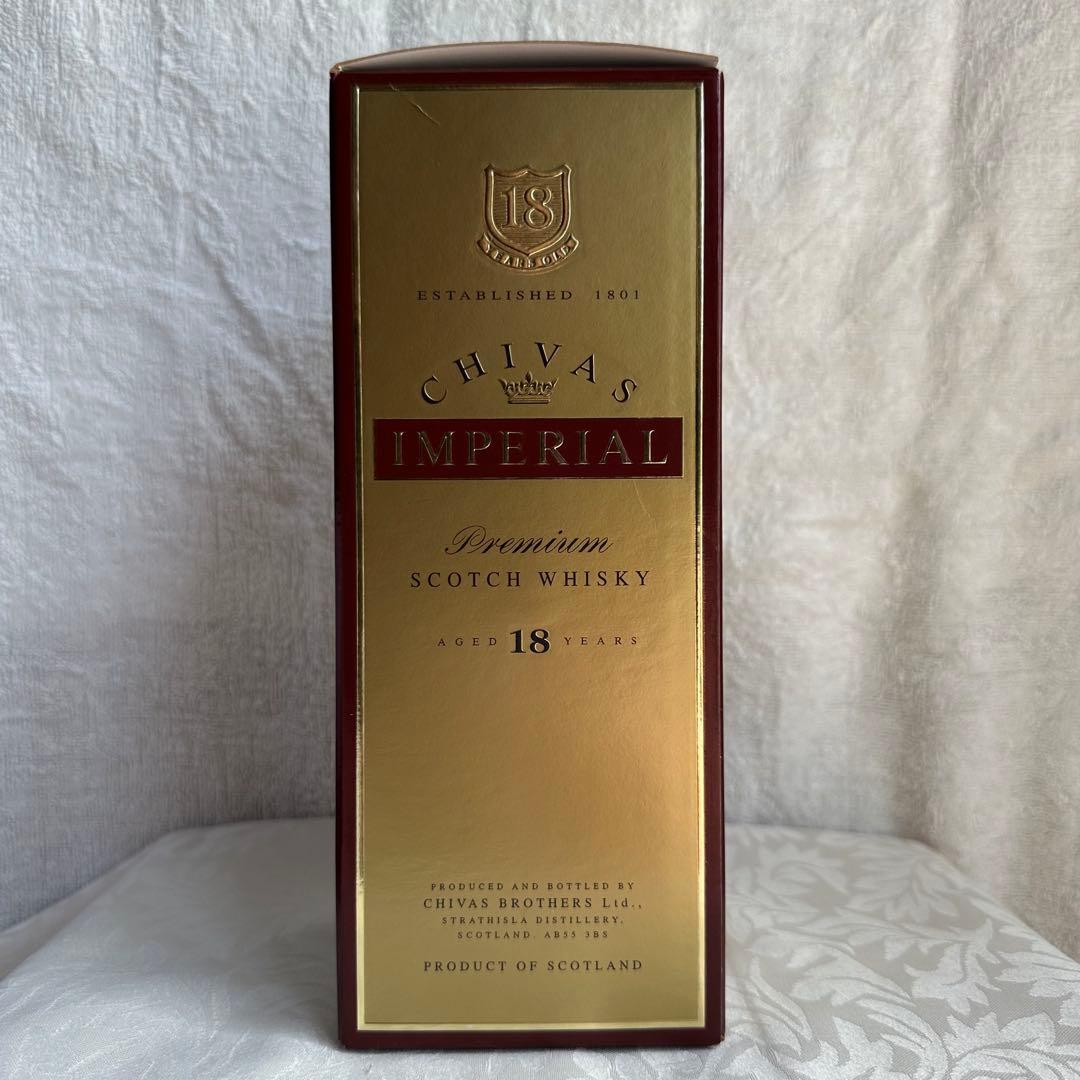 18
YEARS OLD
ESTABLISHED 1801
CHIVAS
IMPERIAL
Premium
SCOTCH WHISKY
AGED 18 YEARS
PRODUCED AND BOTTLED BY
CHIVAS BROTHERS Ltd.,
STRATHISLA DISTILLERY,
SCOTLAND. AB55 3BS
PRODUCT OF SCOTLAND